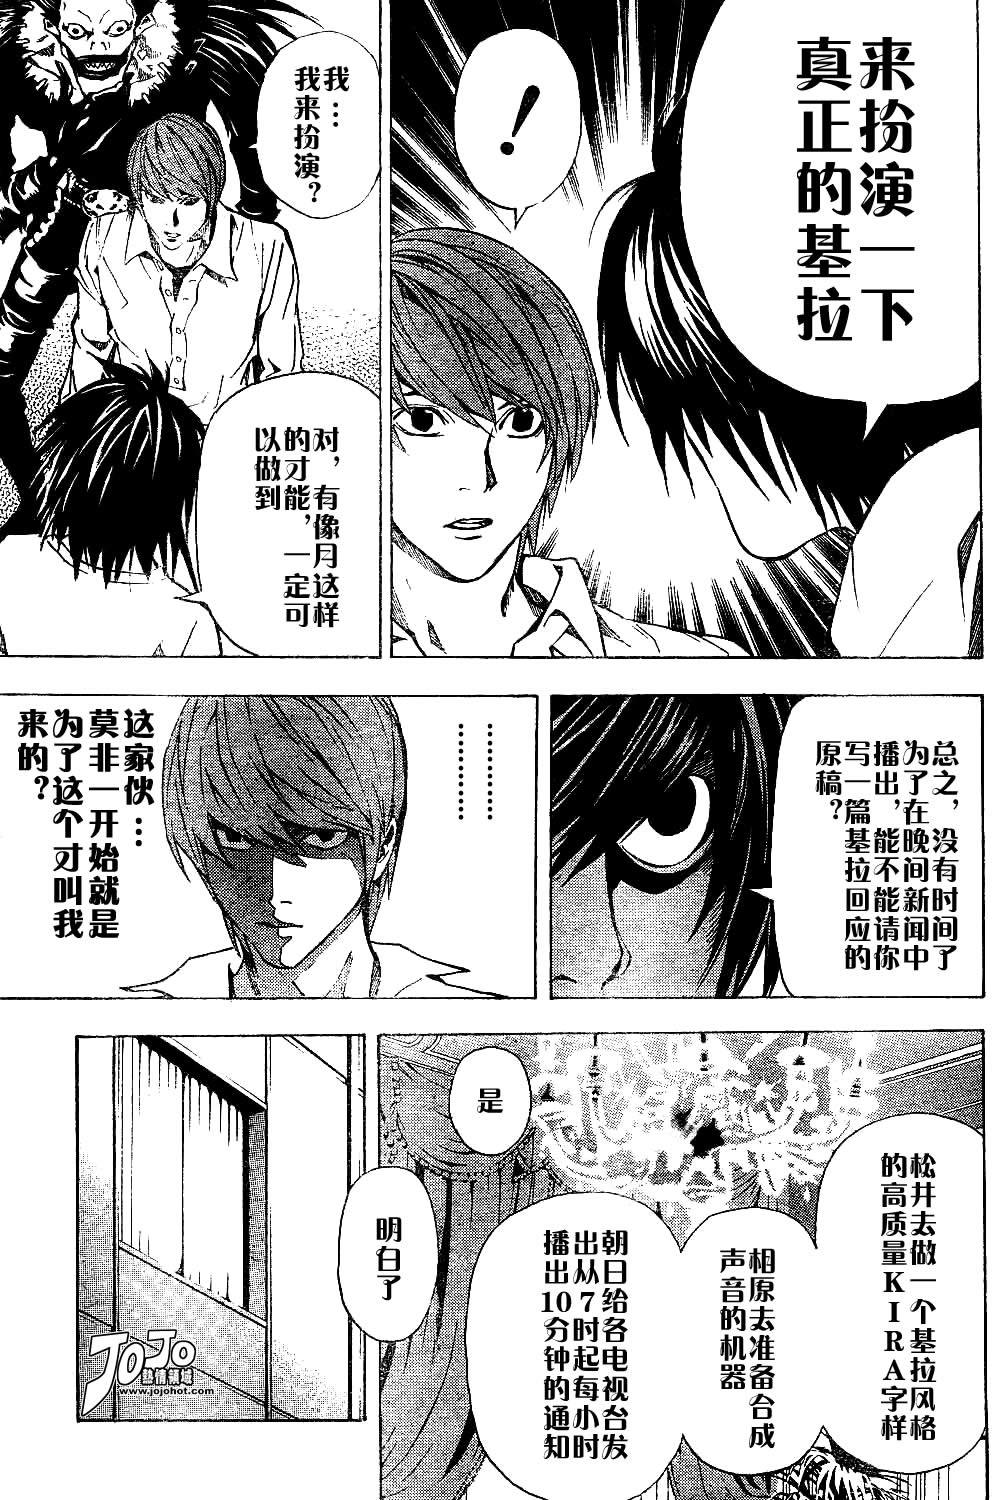 来扮演一下
真正的基拉
！
我…
我来扮演？
对，有像月这样
的才能，一定可
以做到
总之，没有时间了
为了在晚间新闻中
播出，能不能请你
写一篇基拉回应的
原稿？
………
………
这家伙…
莫非一开始就是
为了这个才叫我
来的？
松井去做一个基拉风格
的高质量KIRA字样
相原去准备合成
声音的机器
朝日给各电视台发
出从7时起每小时
播出10分钟的通知
是
明白了
JOJO
热情领域
www.jojohot.com